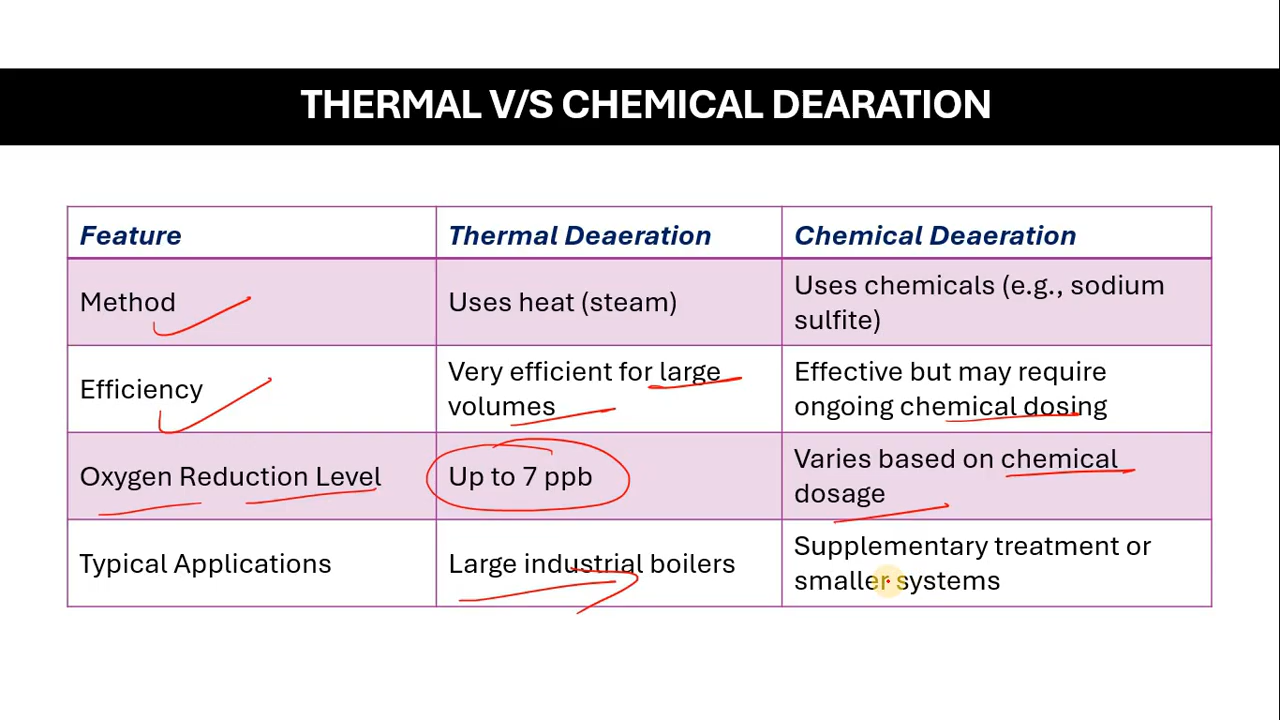 THERMAL V/S CHEMICAL DEARATION
Feature
Thermal Deaeration
Chemical Deaeration
Method
Uses heat (steam)
Uses chemicals (e.g., sodium
sulfite)
Efficiency
Very efficient for large
volumes
Effective but may require
ongoing chemical dosing
Oxygen Reduction Level
Up to 7 ppb
Varies based on chemical
dosage
Typical Applications
Large industrial boilers
Supplementary treatment or
smaller systems